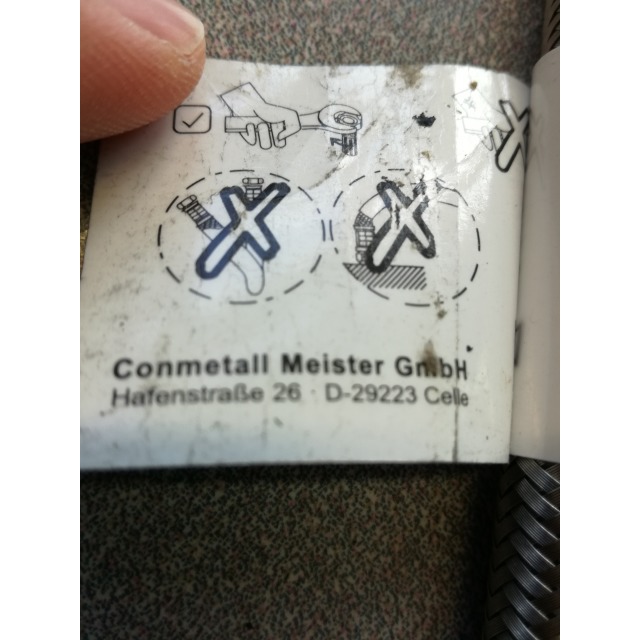 Conmetall Meister GmbH
Hafenstraße 26 · D-29223 Celle